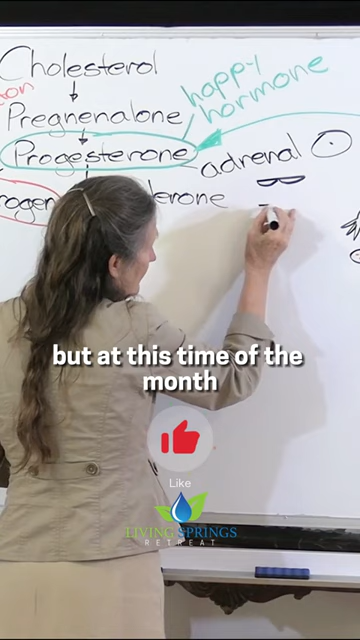 Cholesterol
happy
hormone
Pregnenalone
Progesterone
adrenal
but at this time of the
month
Like
LIVING SPRINGS
RETREAT